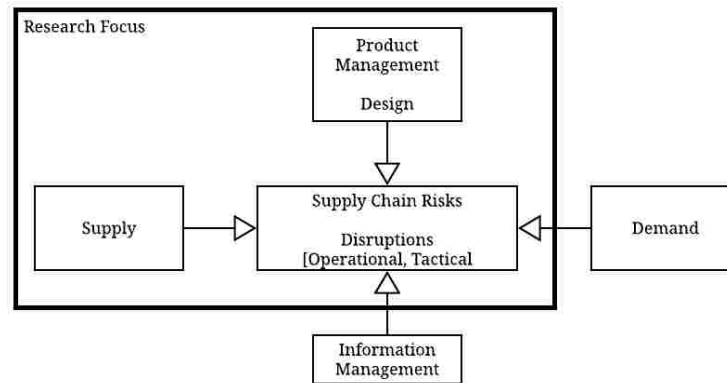 Research Focus
Product
Management
Design
Supply
Supply Chain Risks
Disruptions
[Operational, Tactical
Demand
Information
Management